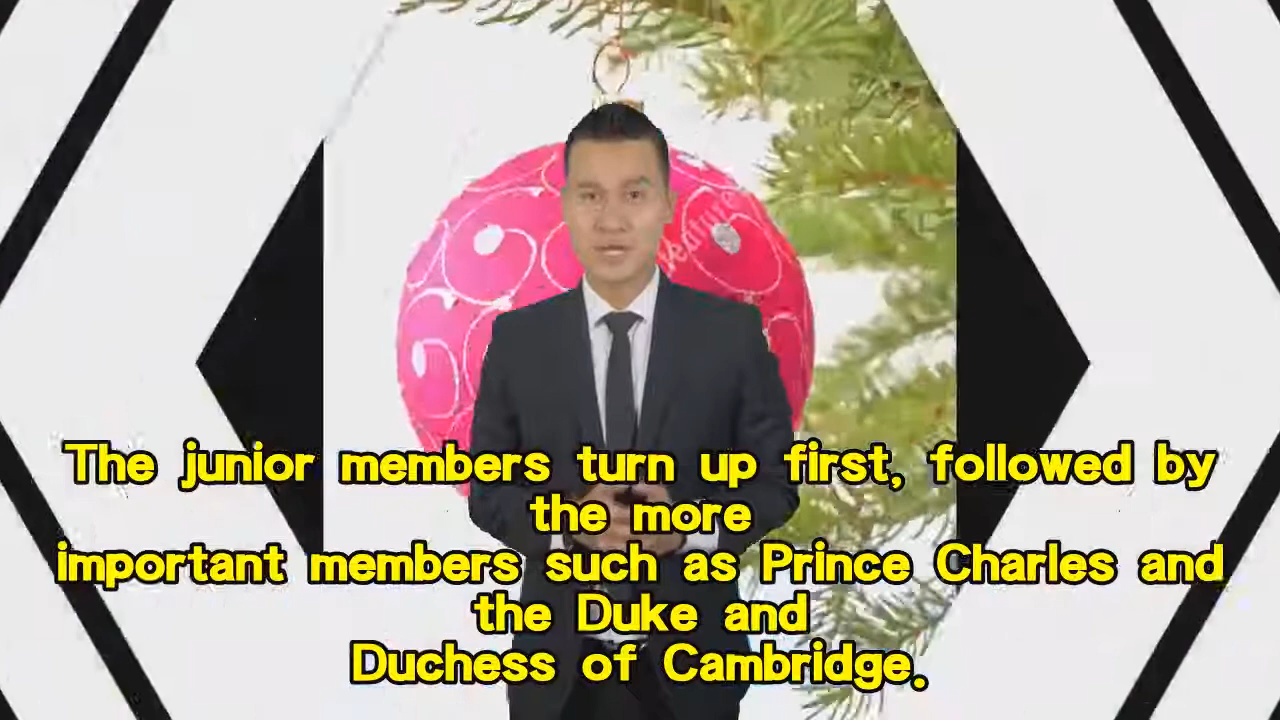 The junior members turn up first, followed by
the more
important members such as Prince Charles and
the Duke and
Duchess of Cambridge.